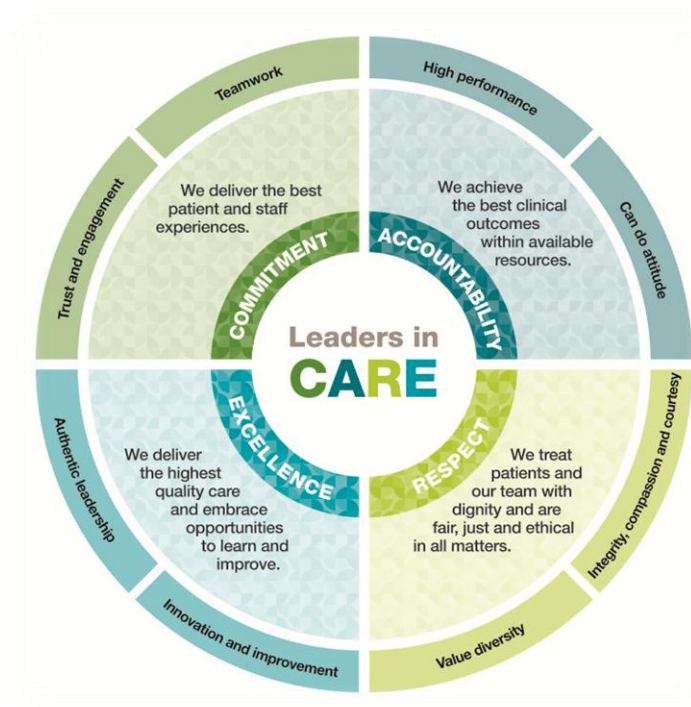 Teamwork
High performance
Trust and engagement
Can do attitude
We deliver the best
patient and staff
experiences.
We achieve
the best clinical
outcomes
within available
resources.
COMMITMENT
ACCOUNTABILITY
Leaders in
CARE
EXCELLENCE
RESPECT
We deliver
the highest
quality care
and embrace
opportunities
to learn and
improve.
We treat
patients and
our team with
dignity and are
fair, just and ethical
in all matters.
Authentic leadership
Integrity, compassion and courtesy
Innovation and improvement
Value diversity